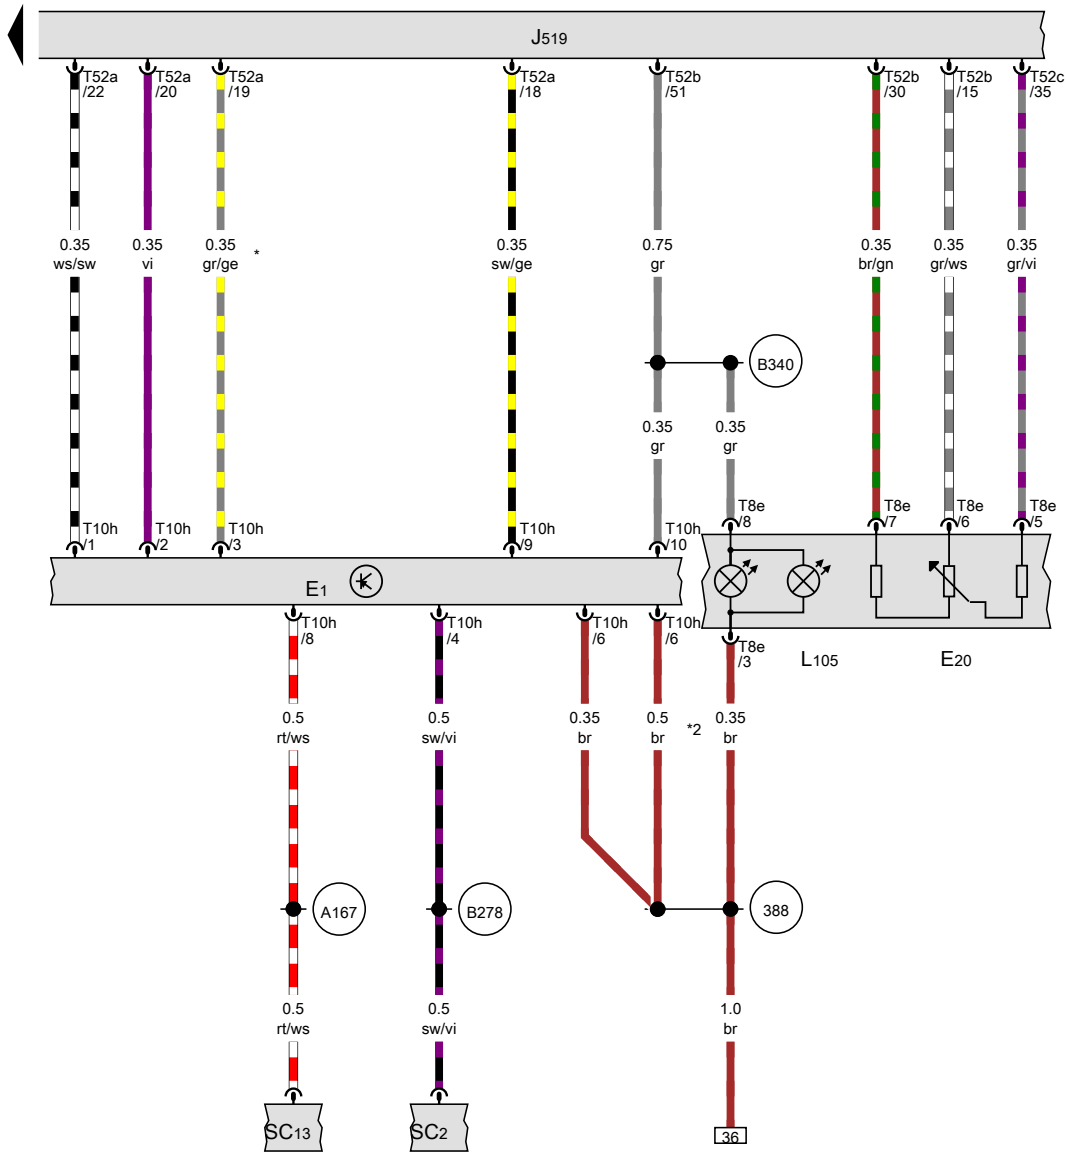 J519
T52a
/22
T52a
/20
T52a
/19
T52a
/18
T52b
/51
T52b
/30
T52b
/15
T52c
/35
0.35
ws/sw
0.35
vi
0.35
gr/ge
*
0.35
sw/ge
0.75
gr
0.35
br/gn
0.35
gr/ws
0.35
gr/vi
B340
0.35
gr
0.35
gr
T10h
/1
T10h
/2
T10h
/3
T10h
/9
T10h
/10
T8e
/8
T8e
/7
T8e
/6
T8e
/5
E1
T10h
/8
T10h
/4
T10h
/6
T10h
/6
T8e
/3
L105
E20
0.5
rt/ws
0.5
sw/vi
0.35
br
0.5
br
*2
0.35
br
A167
B278
388
0.5
rt/ws
0.5
sw/vi
1.0
br
SC13
SC2
36